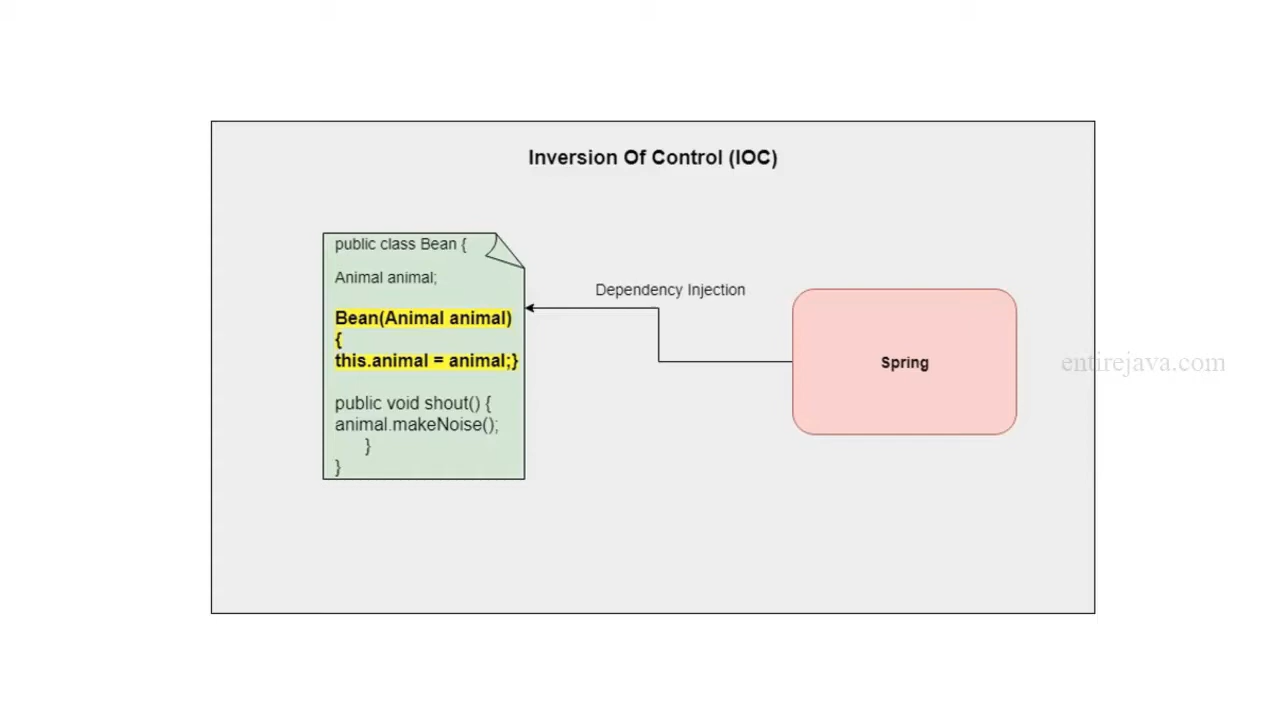 Inversion Of Control (IOC)
public class Bean {
Animal animal;
Bean(Animal animal)
{
this.animal = animal;}
public void shout() {
animal.makeNoise();
}
}
Dependency Injection
Spring
entirejava.com